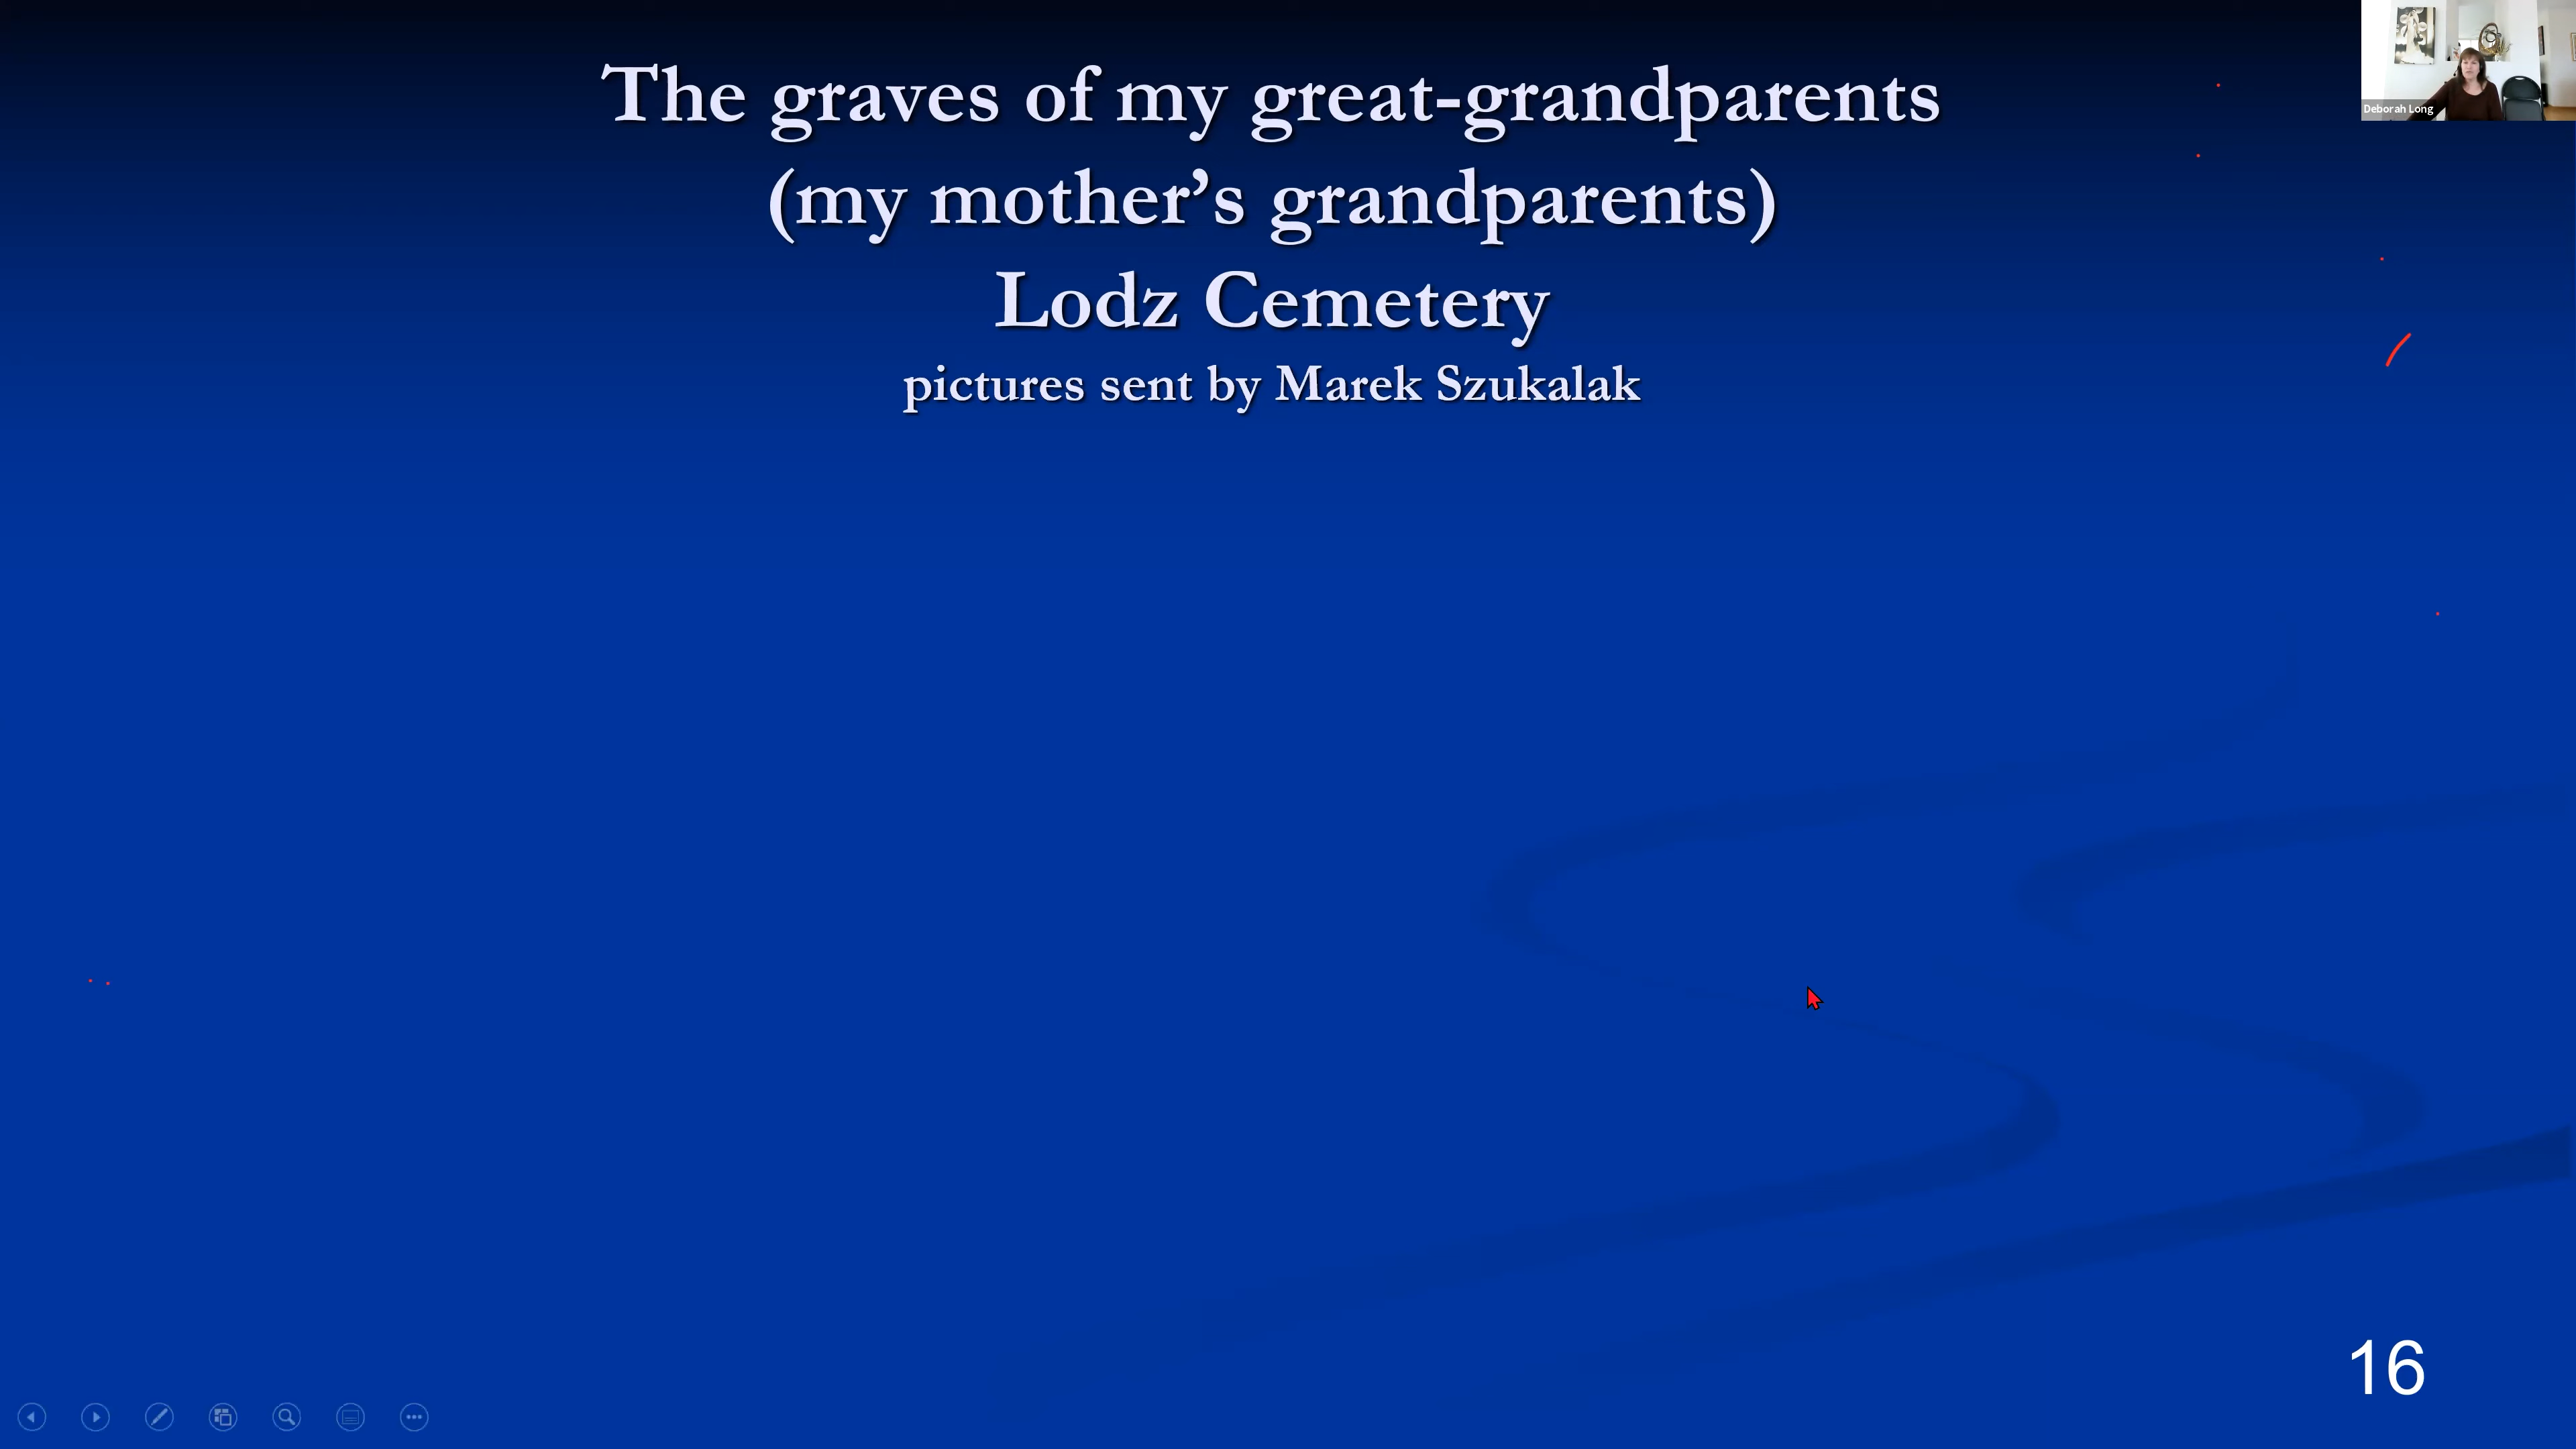 The graves of my great-grandparents
(my mother’s grandparents)
Lodz Cemetery
pictures sent by Marek Szukalak
Deborah Long
16